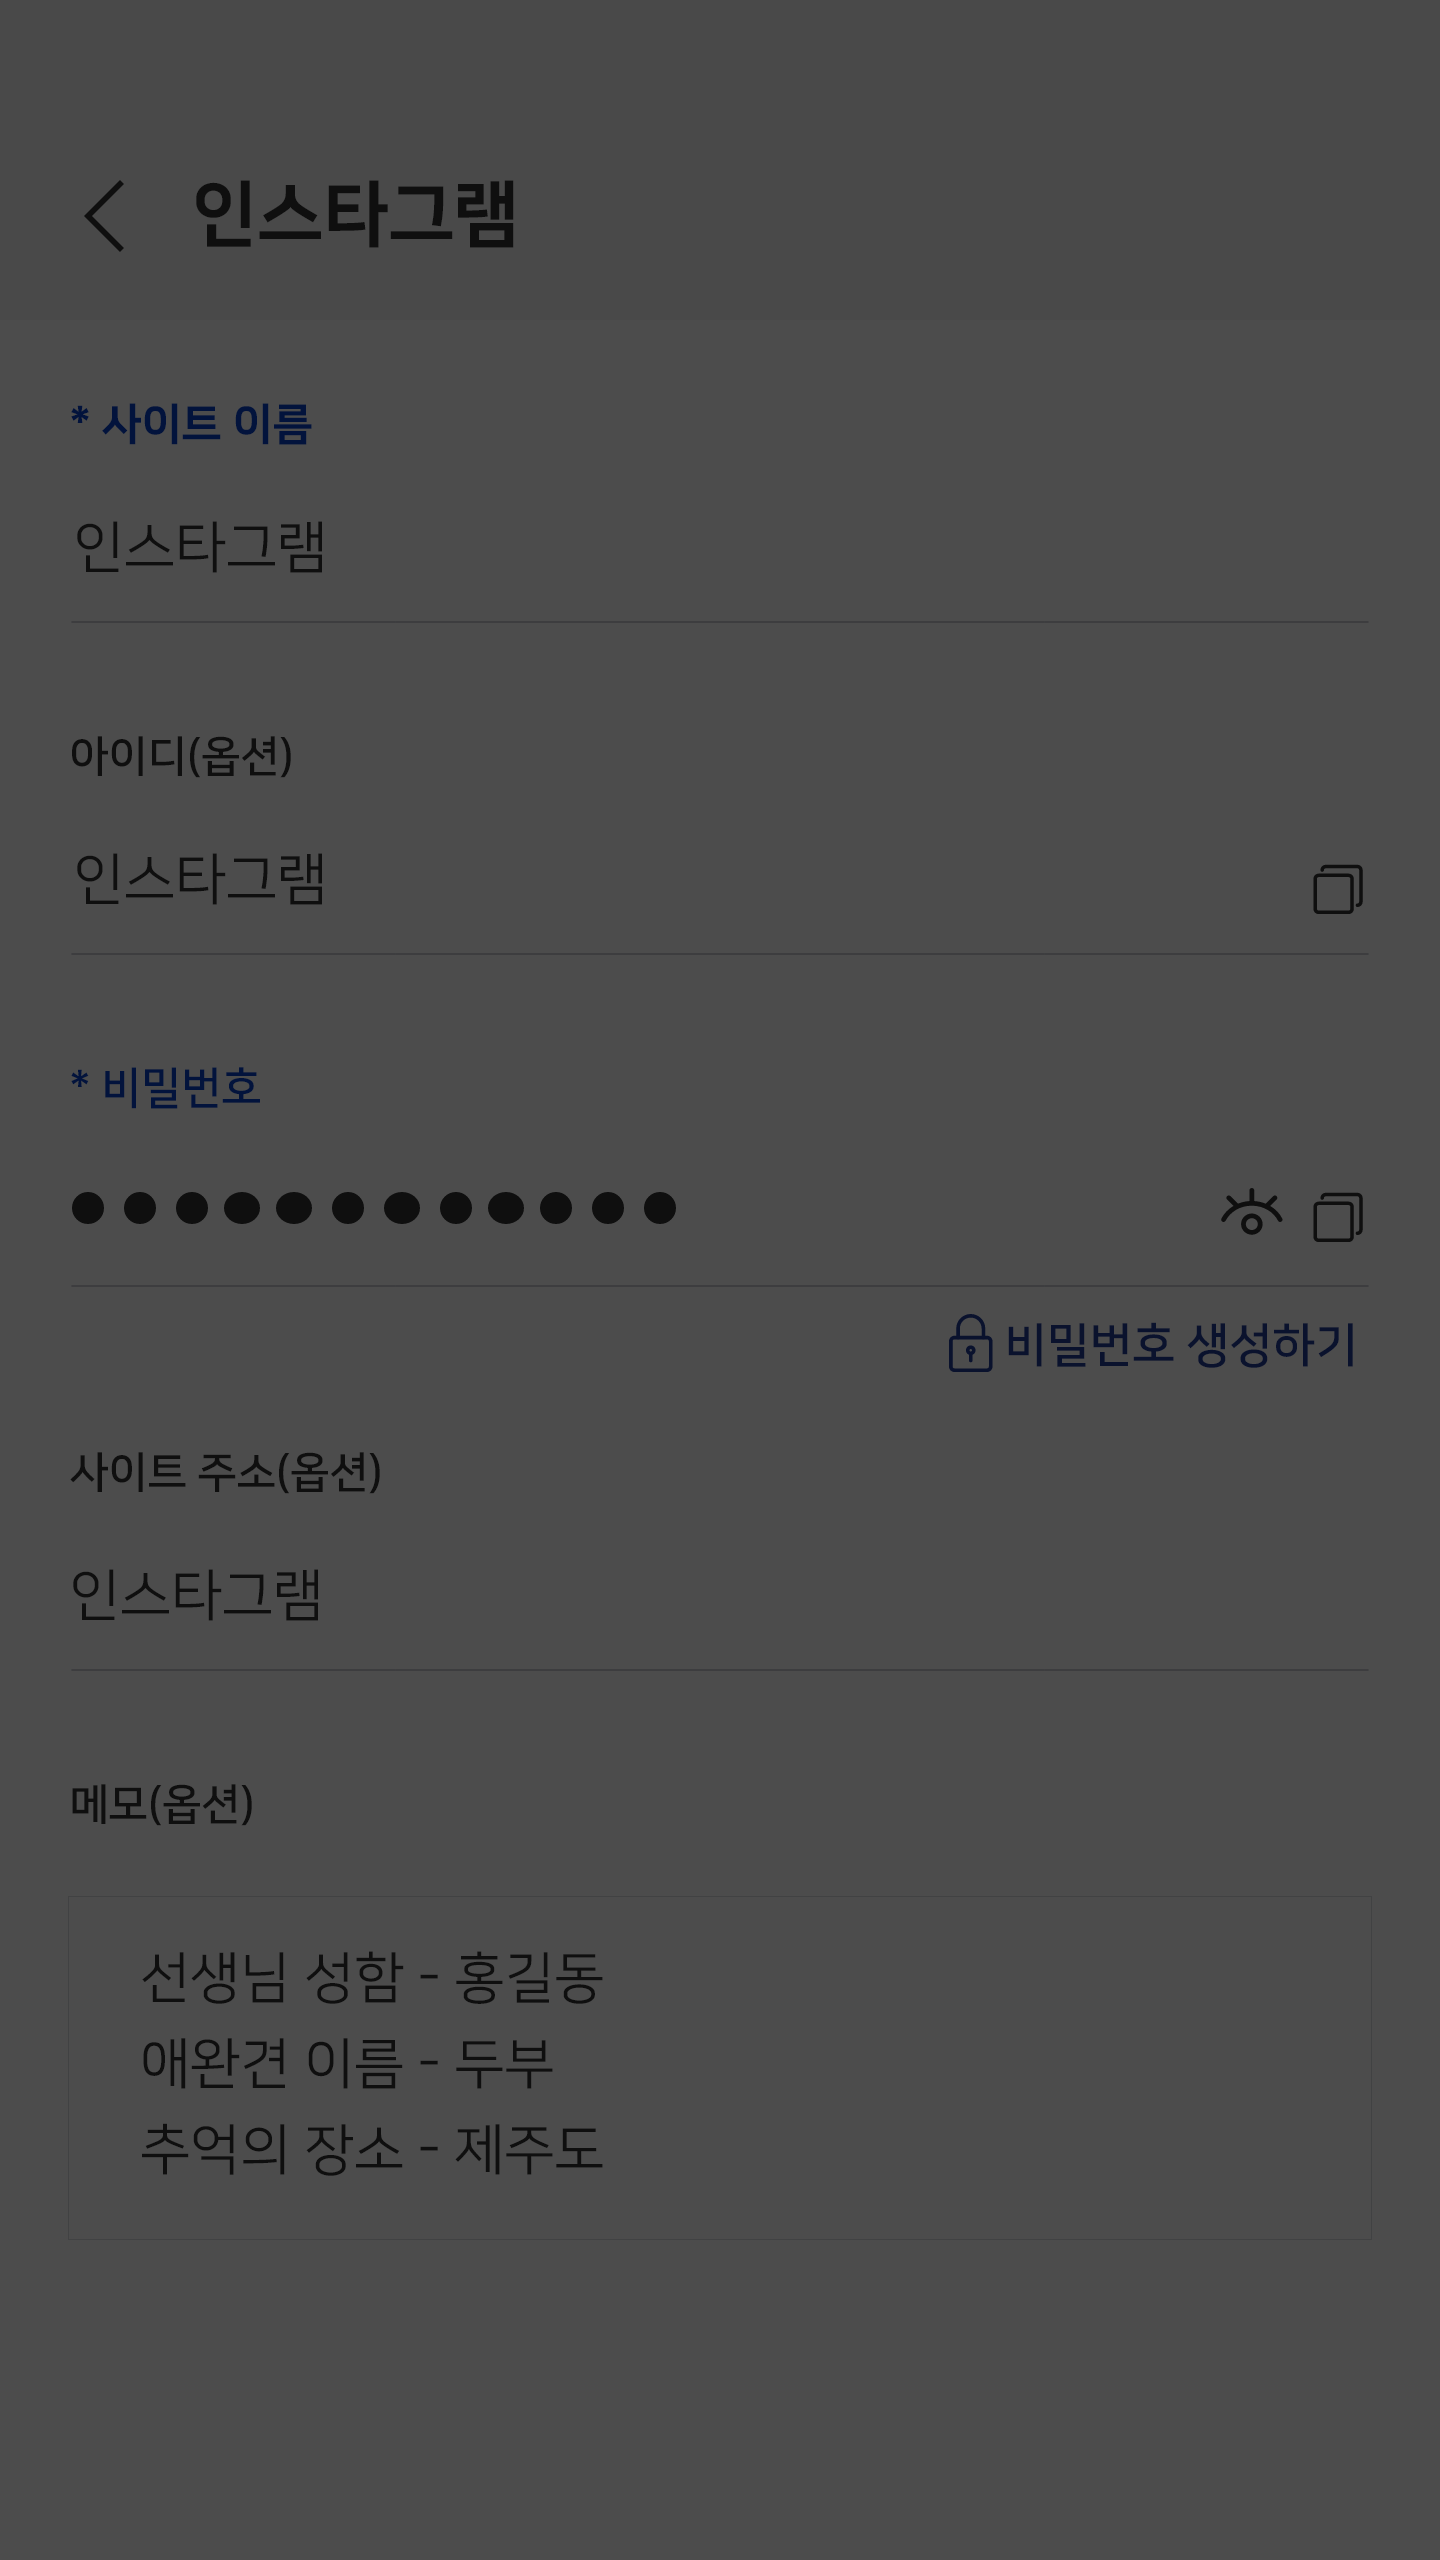 인스타그램
* 사이트 이름
인스타그램
아이디(옵션)
인스타그램
* 비밀번호
●●●●●●●●●●●●
비밀번호 생성하기
사이트 주소(옵션)
인스타그램
메모(옵션)
선생님 성함 - 홍길동
애완견 이름 - 두부
추억의 장소 - 제주도